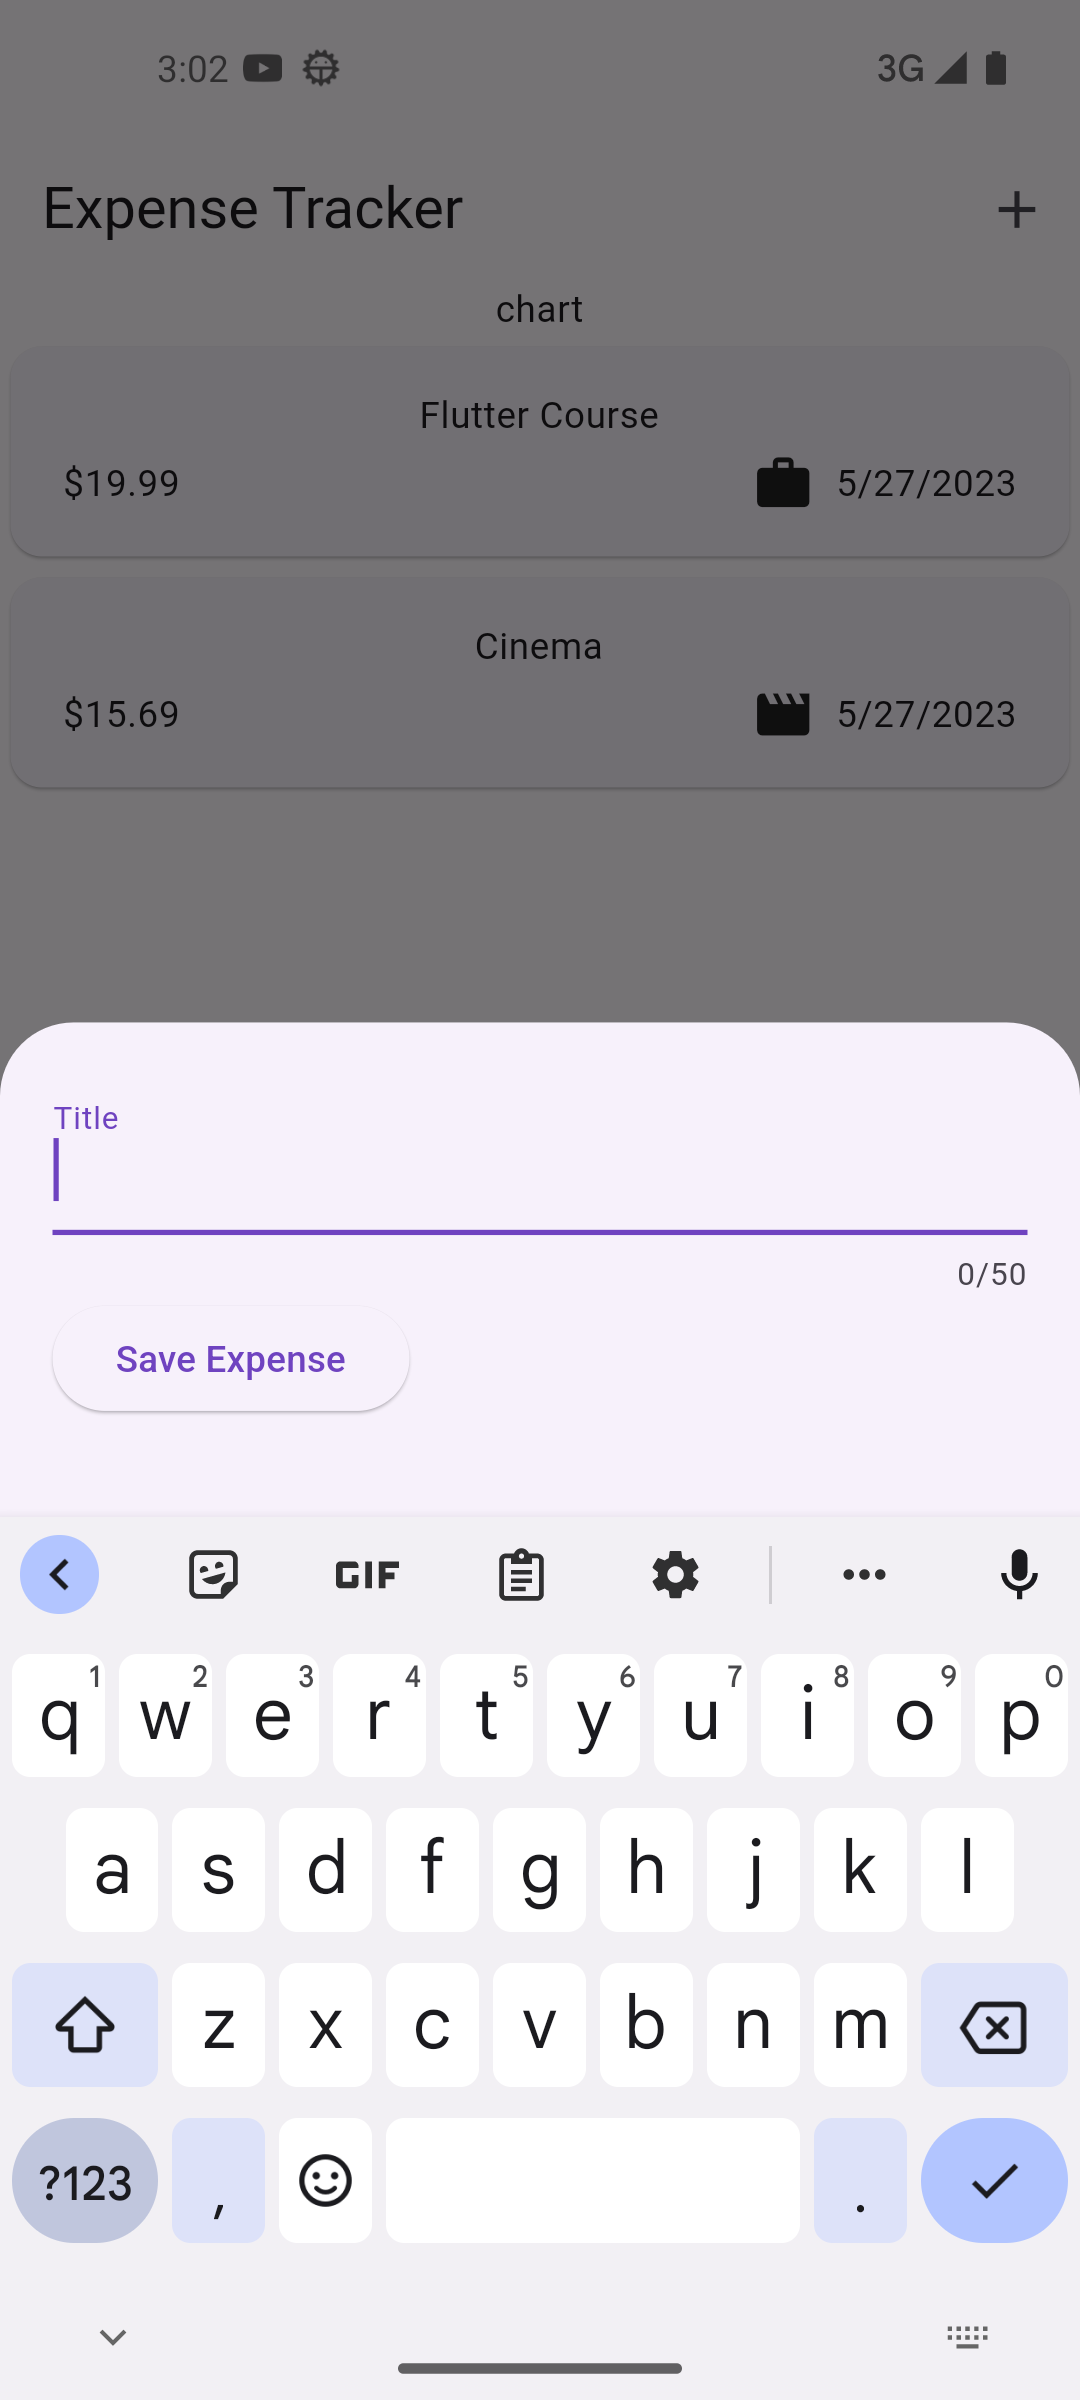 3:02 3G
Expense Tracker
chart
Flutter Course
$19.99 5/27/2023
Cinema
$15.69 5/27/2023
Title
0/50
Save Expense
GIF
q1 w2 e3 r4 t5 y6 u7 i8 o9 p0
a s d f g h j k l
z x c v b n m
?123 , .